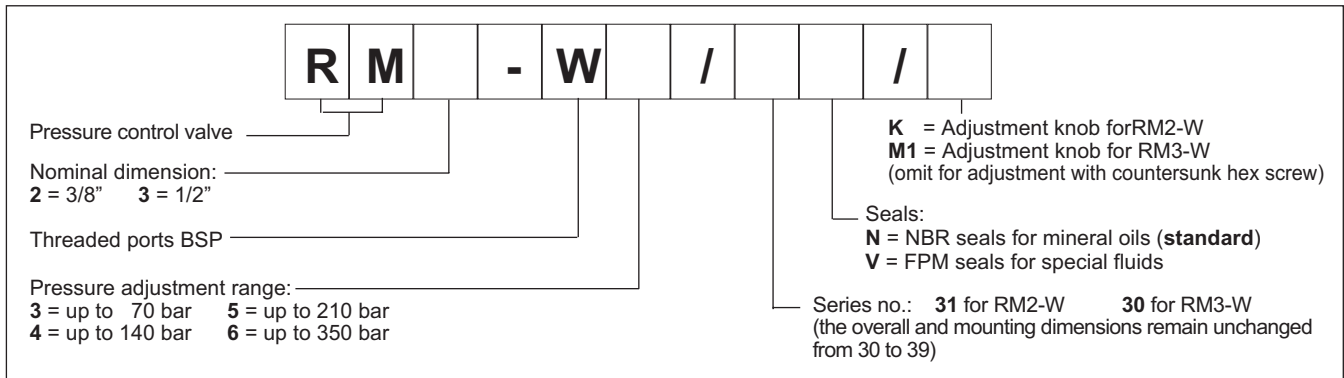 R M - W / /
Pressure control valve
Nominal dimension:
2 = 3/8” 3 = 1/2”
Threaded ports BSP
Pressure adjustment range:
3 = up to 70 bar 5 = up to 210 bar
4 = up to 140 bar 6 = up to 350 bar
K = Adjustment knob forRM2-W
M1 = Adjustment knob for RM3-W
(omit for adjustment with countersunk hex screw)
Seals:
N = NBR seals for mineral oils (standard)
V = FPM seals for special fluids
Series no.: 31 for RM2-W 30 for RM3-W
(the overall and mounting dimensions remain unchanged
from 30 to 39)